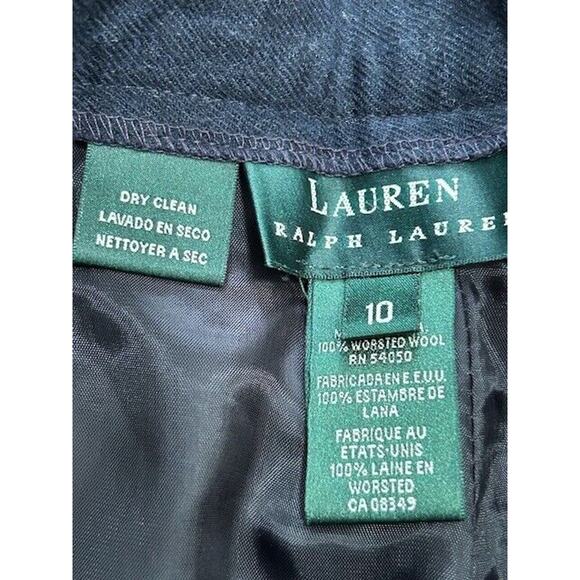 DRY CLEAN
LAVADO EN SECO
NETTOYER A SEC
LAUREN
RALPH LAUREN
10
100% WORSTED WOOL
RN 54050
FABRICADA EN E.E.U.U.
100% ESTAMBRE DE
LANA
FABRIQUE AU
ETATS-UNIS
100% LAINE EN
WORSTED
CA 08349